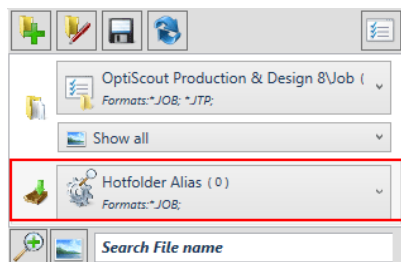 OptiScout Production & Design 8\Job (
Formats:*.JOB; *.JTP;
Show all
Hotfolder Alias ( 0 )
Formats:*.JOB;
Search File name